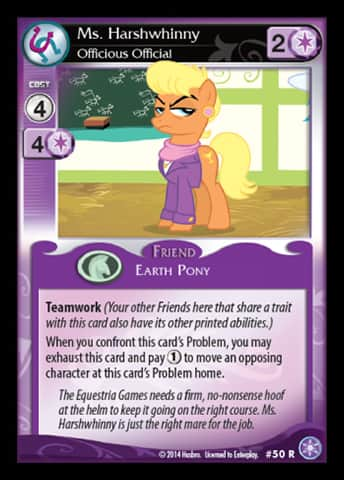 Ms. Harshwhinny
Officious Official
2
COST
4
4
FRIEND
EARTH PONY
Teamwork (Your other Friends here that share a trait
with this card also have its other printed abilities.)
When you confront this card's Problem, you may
exhaust this card and pay 1 to move an opposing
character at this card's Problem home.
The Equestria Games needs a firm, no-nonsense hoof
at the helm to keep it going on the right course. Ms.
Harshwhinny is just the right mare for the job.
© 2014 Hasbro. Licensed to Enterplay. #50 R